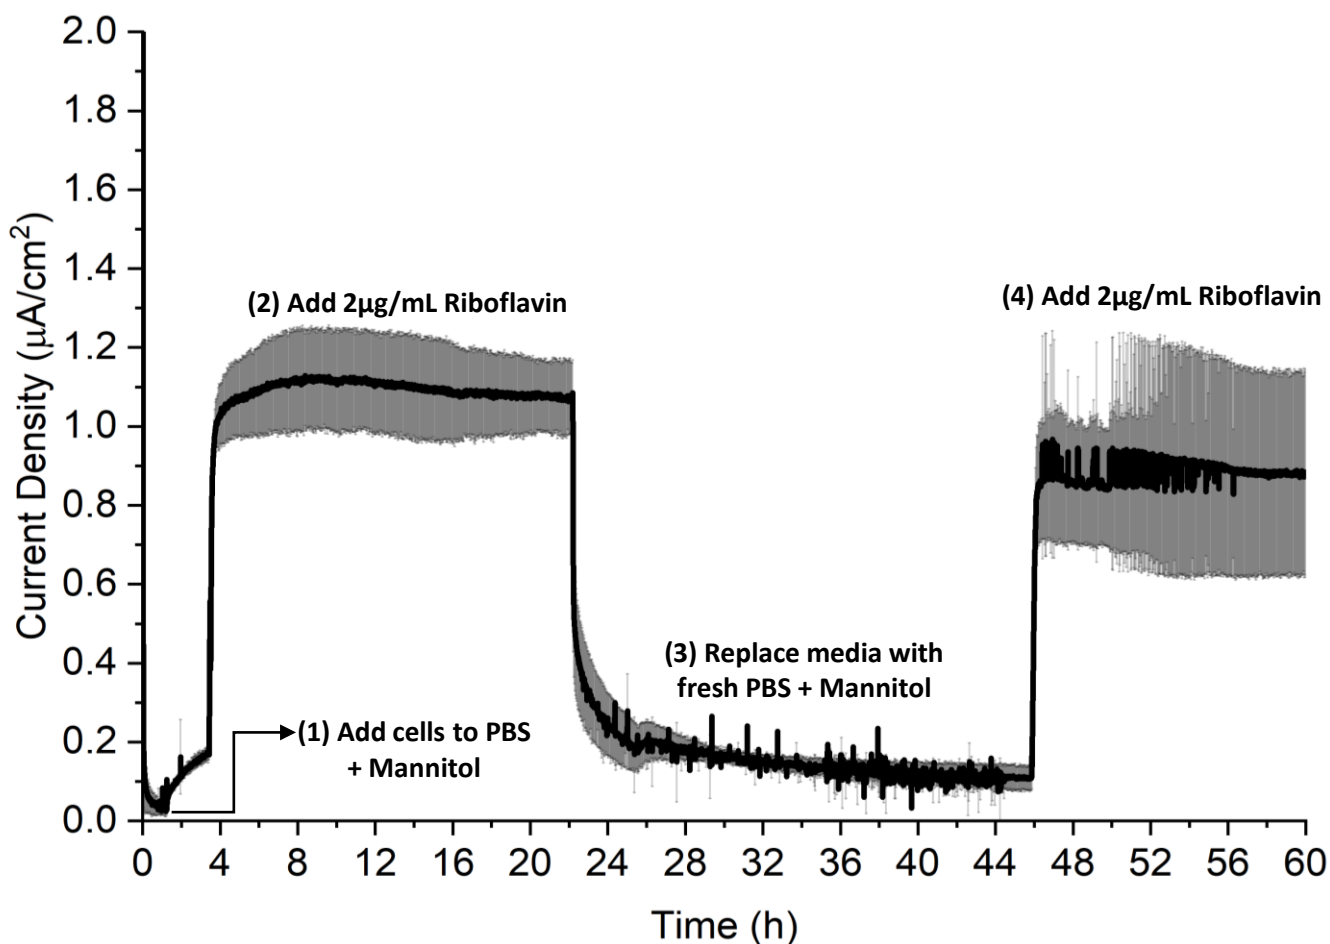 2.0
1.8
1.6
1.4
1.2
1.0
0.8
0.6
0.4
0.2
0.0
Current Density (μA/cm²)
(2) Add 2μg/mL Riboflavin
(4) Add 2μg/mL Riboflavin
(3) Replace media with
fresh PBS + Mannitol
(1) Add cells to PBS
+ Mannitol
0 4 8 12 16 20 24 28 32 36 40 44 48 52 56 60
Time (h)